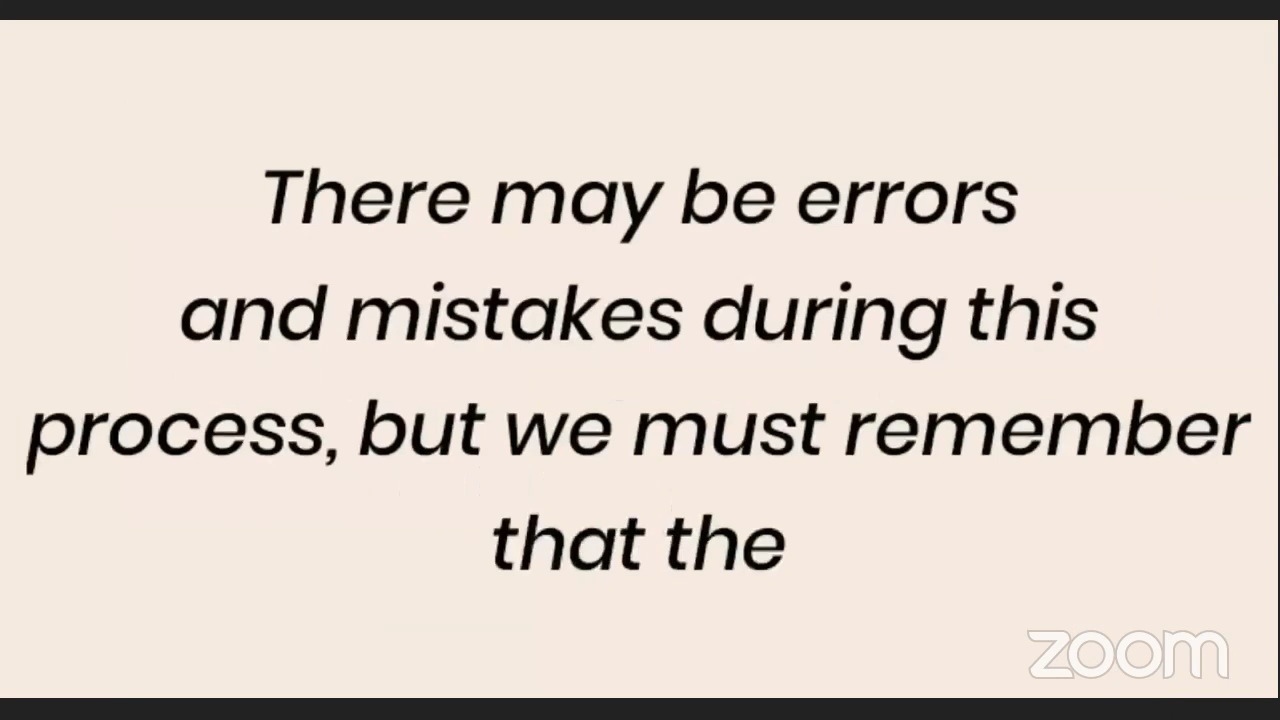 There may be errors
and mistakes during this
process, but we must remember
that the
zoom